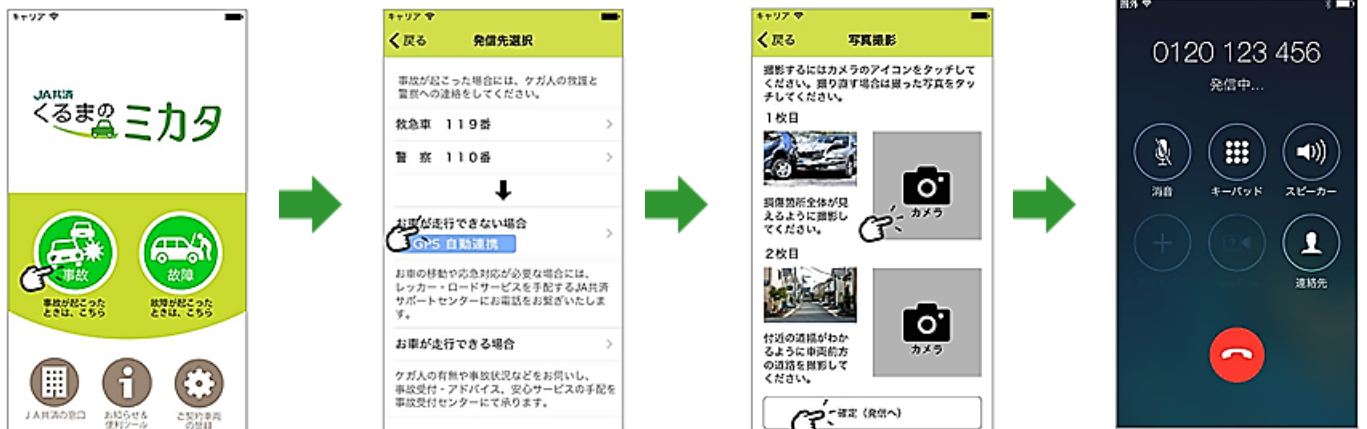 キャリア
JA共済
くるまの
ミカタ
事故
故障
事故が起こった
ときは、こちら
故障が起こった
ときは、こちら
JA共済の窓口
お知らせ&
便利ツール
ご契約車両
の登録
キャリア
戻る
発信先選択
事故が起こった場合には、ケガ人の救護と
警察への連絡をしてください。
救急車 119番
警 察 110番
お車が走行できない場合
GPS 自動連携
お車の移動や応急対応が必要な場合には、
レッカー・ロードサービスを手配するJA共済
サポートセンターにお電話をお繋ぎいたしま
す。
お車が走行できる場合
ケガ人の有無や事故状況などをお伺いし、
事故受付・アドバイス、安心サービスの手配を
事故受付センターにて承ります。
キャリア
戻る
写真撮影
撮影するにはカメラのアイコンをタッチして
ください。撮り直す場合は撮った写真をタッ
チしてください。
1枚目
損傷箇所全体が見
えるように撮影し
てください。
カメラ
2枚目
付近の道幅がわか
るように車両前方
の道路を撮影して
ください。
カメラ
確定（発信へ）
圏外
0120 123 456
発信中...
消音
キーパッド
スピーカー
連絡先